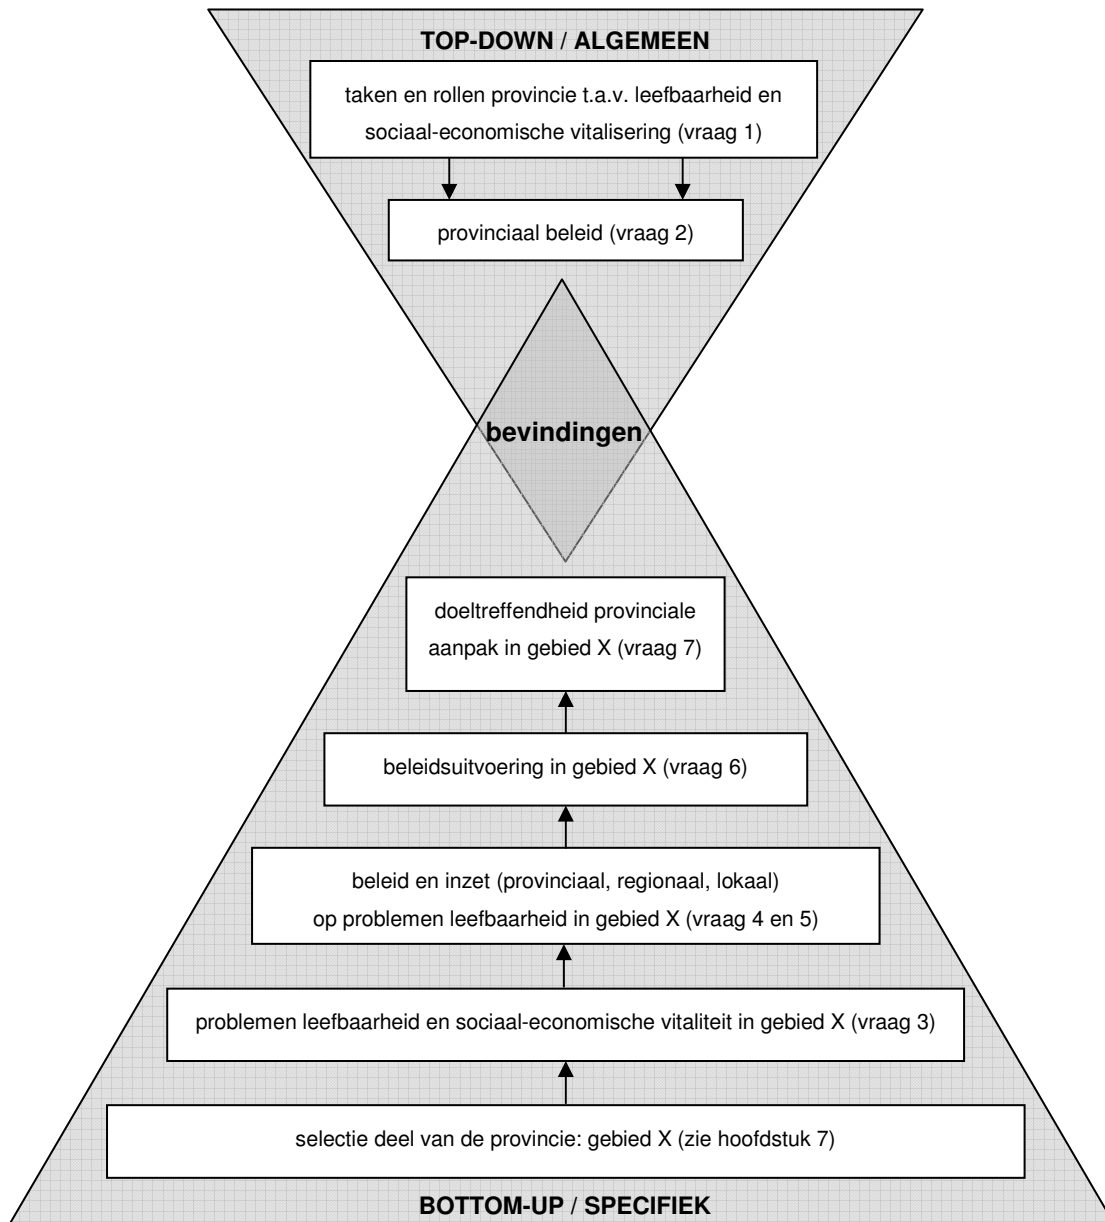 TOP-DOWN / ALGEMEEN
taken en rollen provincie t.a.v. leefbaarheid en
sociaal-economische vitalisering (vraag 1)
provinciaal beleid (vraag 2)
bevindingen
doeltreffendheid provinciale
aanpak in gebied X (vraag 7)
beleidsuitvoering in gebied X (vraag 6)
beleid en inzet (provinciaal, regionaal, lokaal)
op problemen leefbaarheid in gebied X (vraag 4 en 5)
problemen leefbaarheid en sociaal-economische vitaliteit in gebied X (vraag 3)
selectie deel van de provincie: gebied X (zie hoofdstuk 7)
BOTTOM-UP / SPECIFIEK